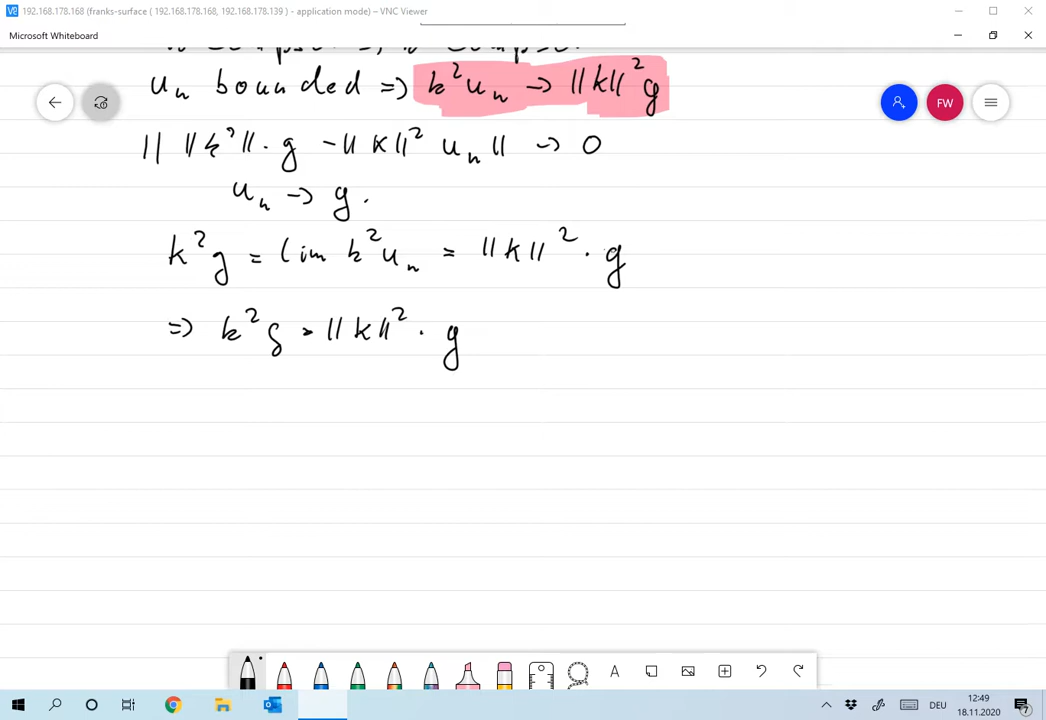 192.168.178.168 (franks-surface ( 192.168.178.168, 192.168.178.139 ) - application mode) – VNC Viewer
Microsoft Whiteboard
FW
u_n bounded => k²u_n -> ||k||²g
|| ||k²||·g - ||k||² u_n || -> 0
u_n -> g.
k²g = lim k²u_n = ||k||²·g
=> k²g = ||k||²·g
A
DEU
12:49
18.11.2020
7